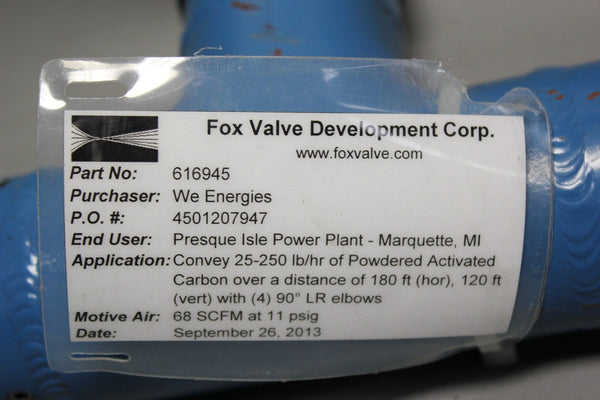 Fox Valve Development Corp.
www.foxvalve.com
Part No: 616945
Purchaser: We Energies
P.O. #: 4501207947
End User: Presque Isle Power Plant - Marquette, MI
Application: Convey 25-250 lb/hr of Powdered Activated
Carbon over a distance of 180 ft (hor), 120 ft
(vert) with (4) 90° LR elbows
Motive Air: 68 SCFM at 11 psig
Date: September 26, 2013